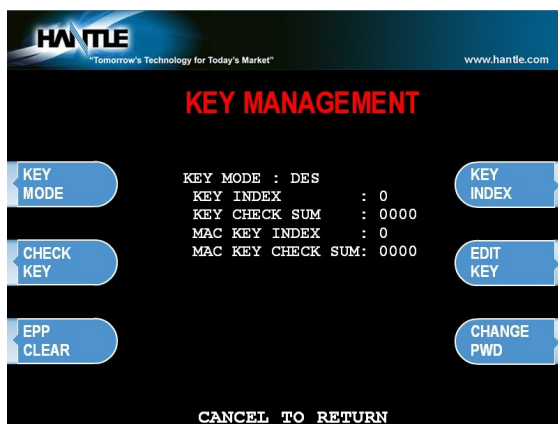 HANTLE
"Tomorrow's Technology for Today's Market"
www.hantle.com
KEY MANAGEMENT
KEY
MODE
CHECK
KEY
EPP
CLEAR
KEY MODE : DES
KEY INDEX : 0
KEY CHECK SUM : 0000
MAC KEY INDEX : 0
MAC KEY CHECK SUM: 0000
KEY
INDEX
EDIT
KEY
CHANGE
PWD
CANCEL TO RETURN